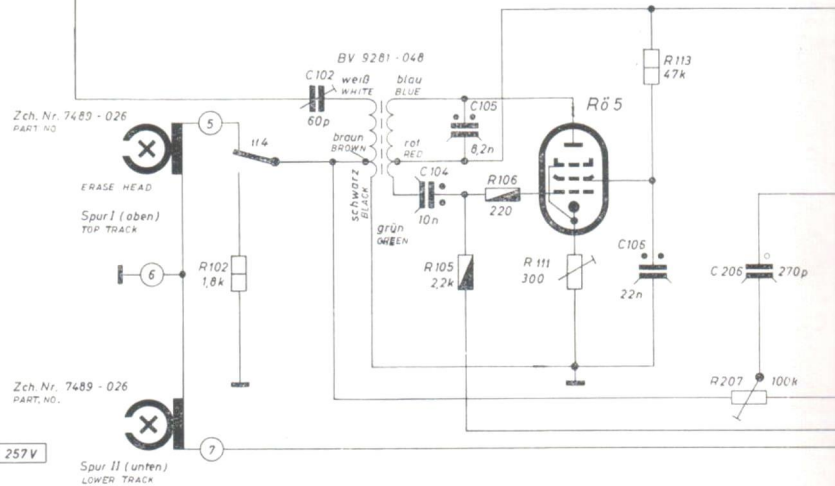 BV 9281-048
C102
weiß
WHITE
blau
BLUE
60p
C105
8,2n
Rö 5
R113
47k
Zch. Nr. 7489-026
PART NO
5
tt4
braun
BROWN
rot
RED
ERASE HEAD
C104
10n
R106
220
schwarz
BLACK
grün
GREEN
Spur I (oben)
TOP TRACK
6
R102
1,8k
R105
2,2k
R111
300
C106
22n
C206
270p
Zch. Nr. 7489-026
PART. NO.
R207
100k
257V
7
Spur II (unten)
LOWER TRACK